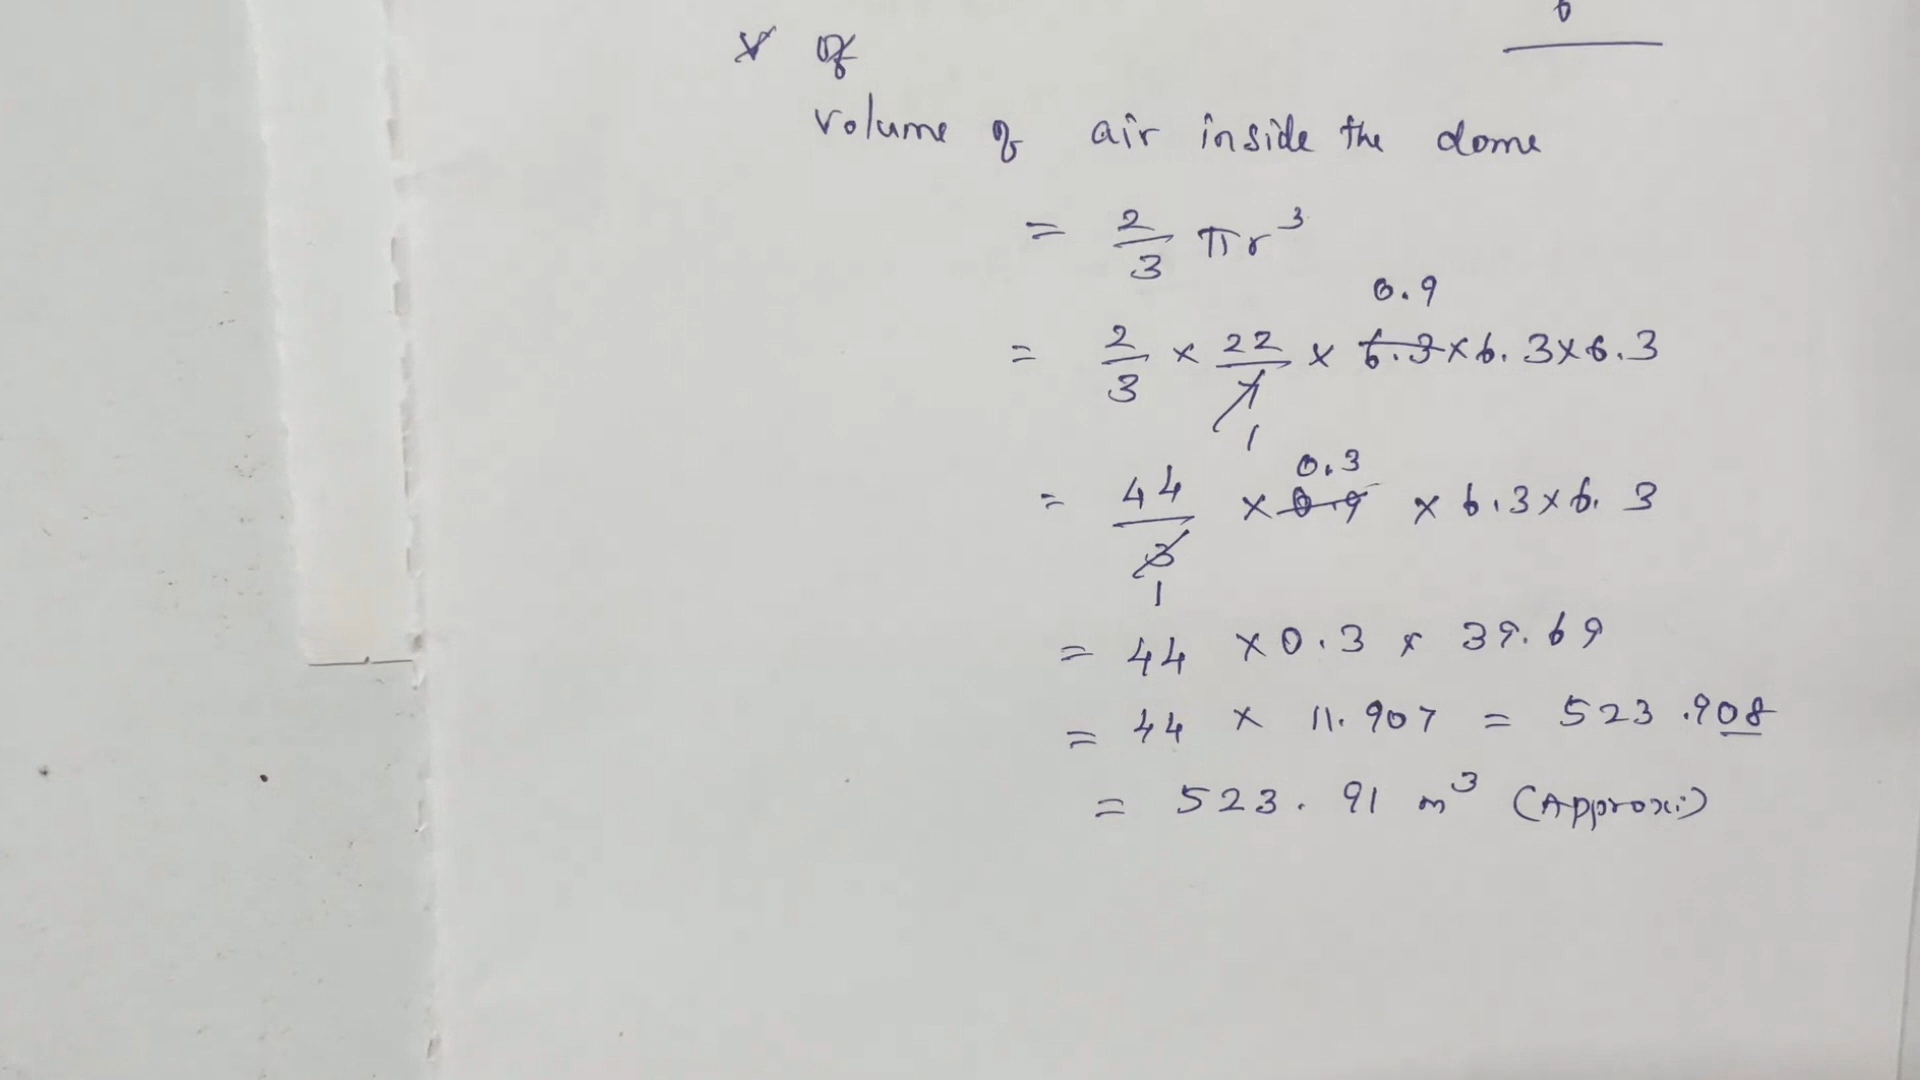 of
volume of air inside the dome
= 2/3 πr³
0.9
= 2/3 × 22/7 × 6.3×6.3×6.3
1
0.3
= 44/3 × 0.9 × 6.3×6.3
1
= 44 × 0.3 × 39.69
= 44 × 11.907 = 523.908
= 523.91 m³ (Approxi)